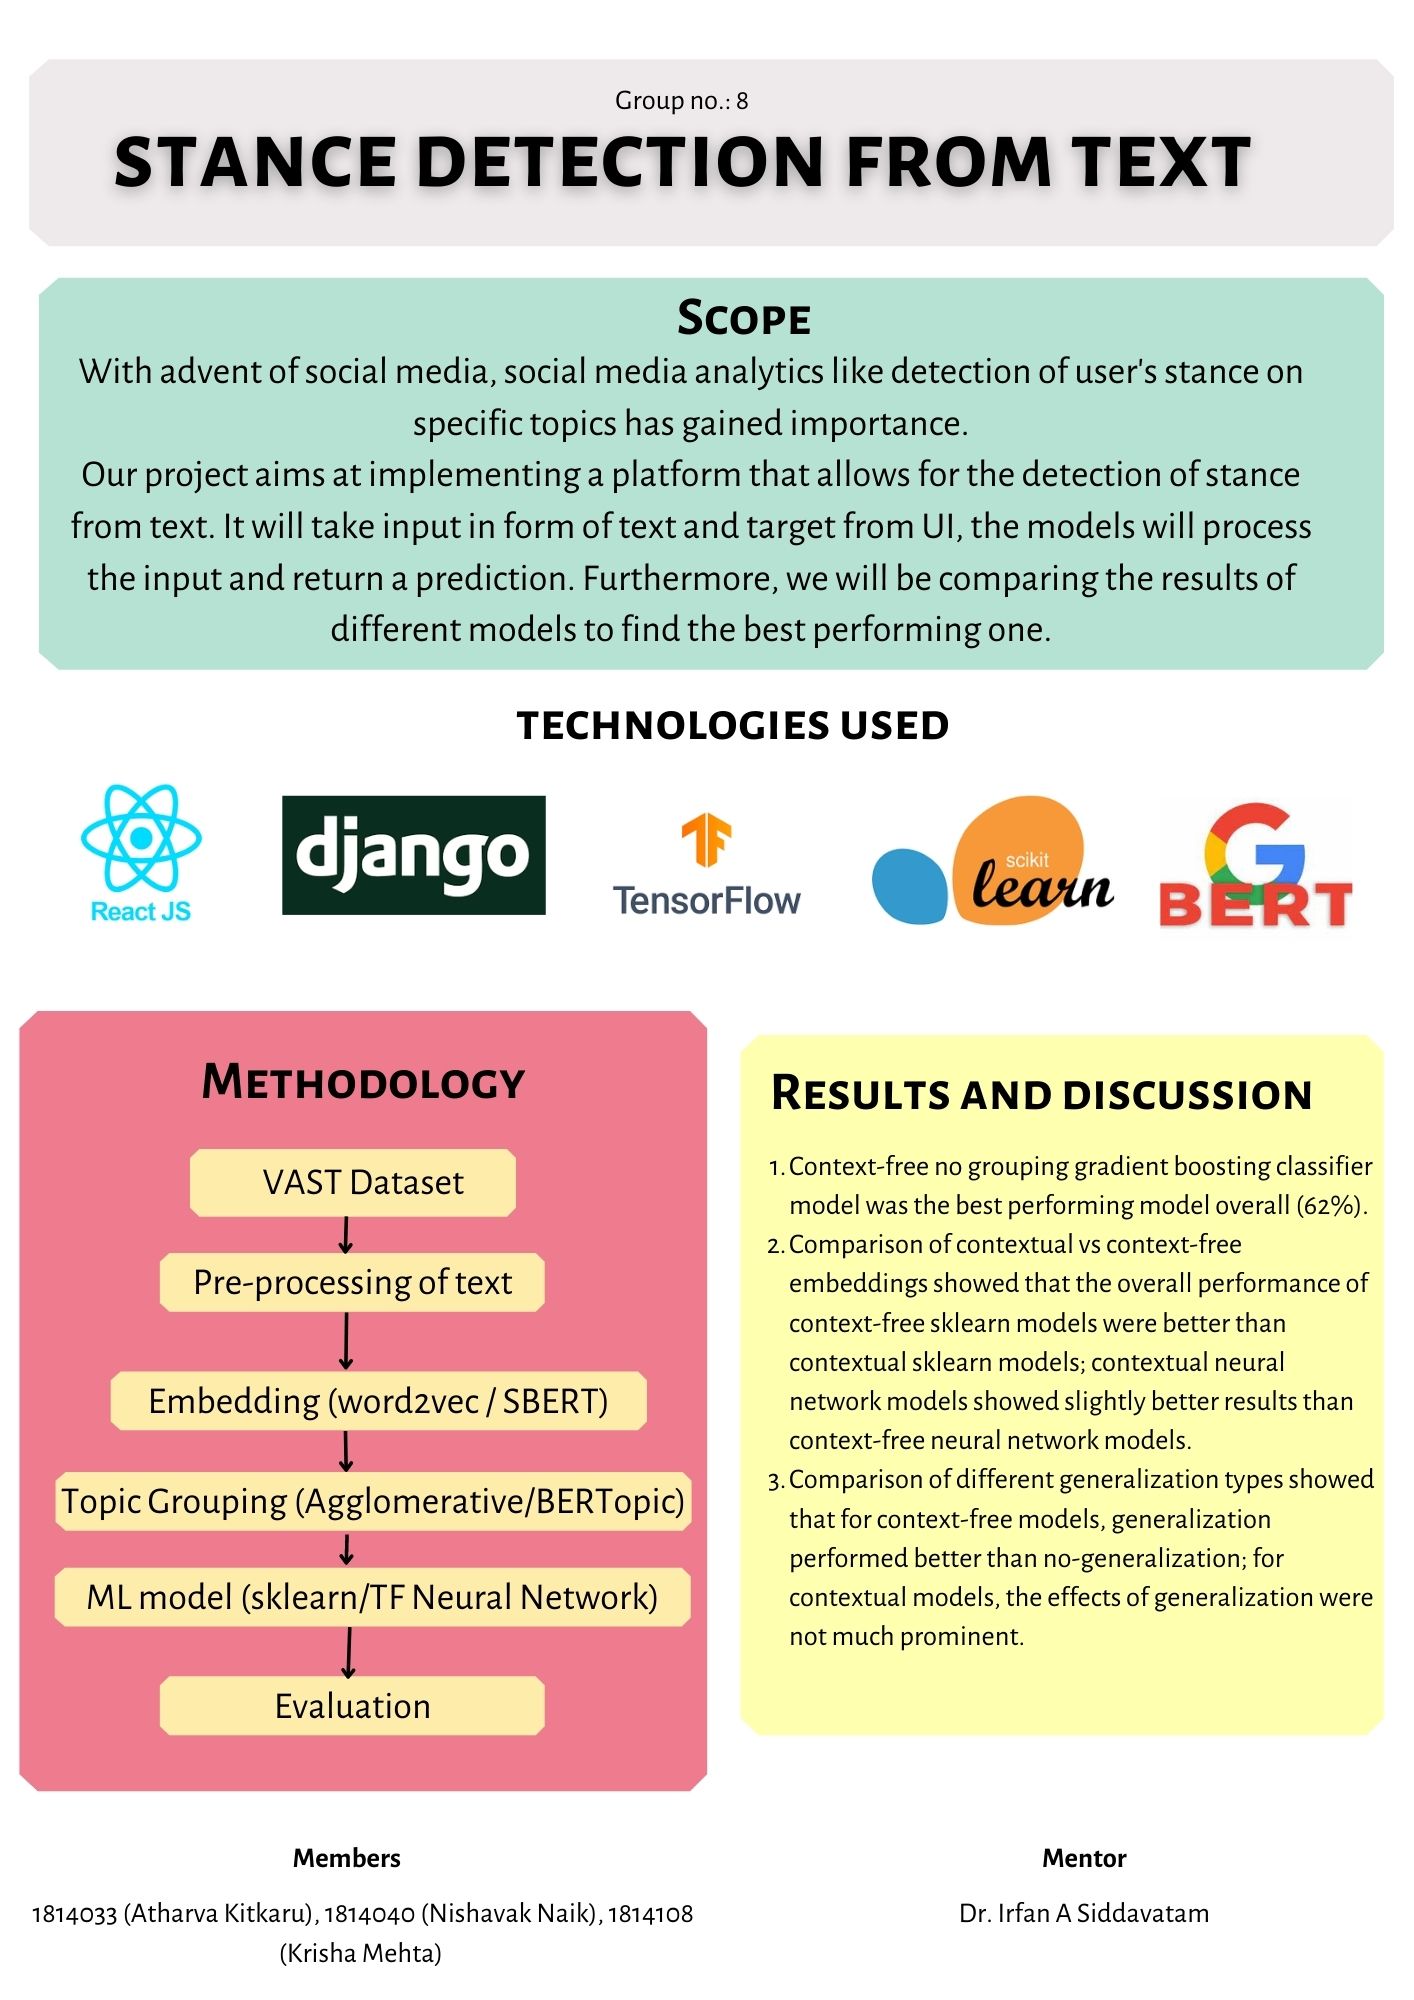 Group no.: 8
STANCE DETECTION FROM TEXT
SCOPE
With advent of social media, social media analytics like detection of user's stance on
specific topics has gained importance.
Our project aims at implementing a platform that allows for the detection of stance
from text. It will take input in form of text and target from UI, the models will process
the input and return a prediction. Furthermore, we will be comparing the results of
different models to find the best performing one.
TECHNOLOGIES USED
React JS
django
TensorFlow
scikit
learn
G
BERT
METHODOLOGY
VAST Dataset
Pre-processing of text
Embedding (word2vec / SBERT)
Topic Grouping (Agglomerative/BERTopic)
ML model (sklearn/TF Neural Network)
Evaluation
RESULTS AND DISCUSSION
1. Context-free no grouping gradient boosting classifier
model was the best performing model overall (62%).
2. Comparison of contextual vs context-free
embeddings showed that the overall performance of
context-free sklearn models were better than
contextual sklearn models; contextual neural
network models showed slightly better results than
context-free neural network models.
3. Comparison of different generalization types showed
that for context-free models, generalization
performed better than no-generalization; for
contextual models, the effects of generalization were
not much prominent.
Members
1814033 (Atharva Kitkaru), 1814040 (Nishavak Naik), 1814108
(Krisha Mehta)
Mentor
Dr. Irfan A Siddavatam